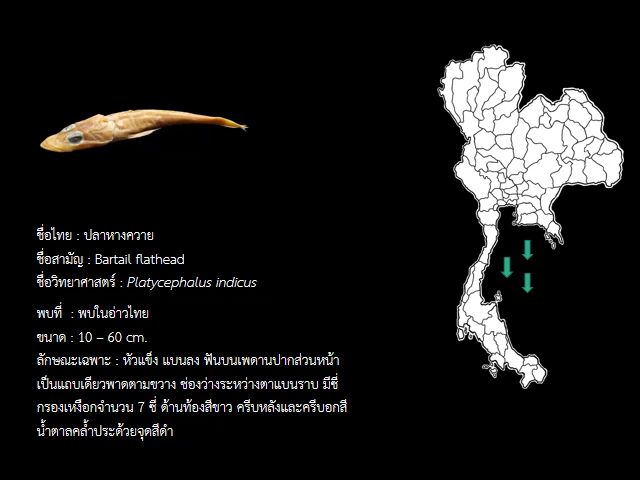 ชื่อไทย : ปลาหางควาย
ชื่อสามัญ : Bartail flathead
ชื่อวิทยาศาสตร์ : Platycephalus indicus
พบที่ : พบในอ่าวไทย
ขนาด : 10 – 60 cm.
ลักษณะเฉพาะ : หัวแข็ง แบนลง ฟันบนเพดานปากส่วนหน้า
เป็นแถบเดียวพาดตามขวาง ช่องว่างระหว่างตาแบนราบ มีซี่
กรองเหงือกจำนวน 7 ซี่ ด้านท้องสีขาว ครีบหลังและครีบอกสี
น้ำตาลคล้ำประด้วยจุดสีดำ